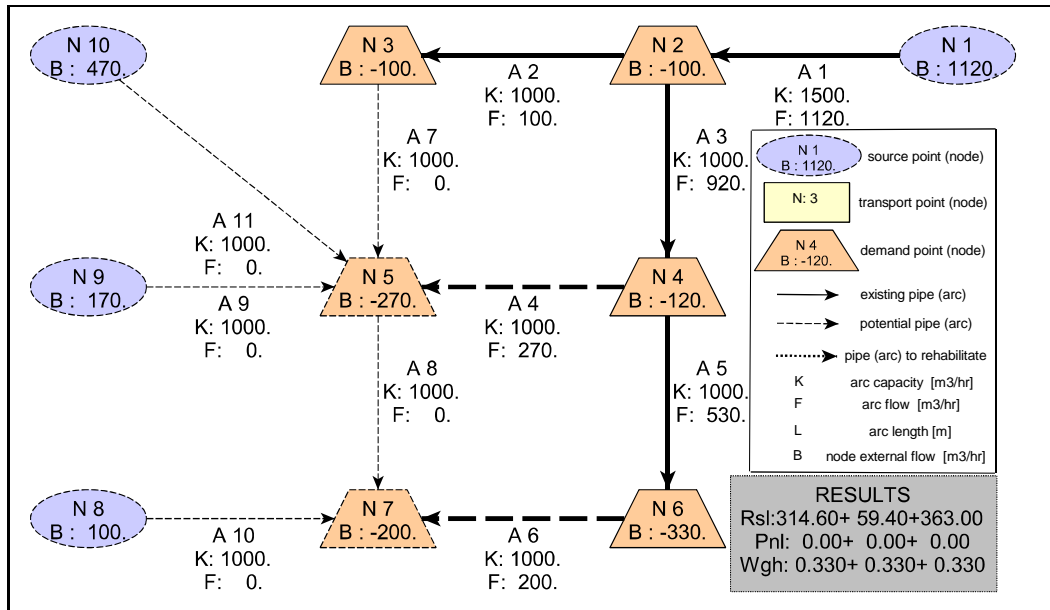 N 10
B :  470.
N 3
B : -100.
N 2
B : -100.
N 1
B : 1120.
A 2
K: 1000.
F:  100.
A 1
K: 1500.
F: 1120.
A 7
K: 1000.
F:    0.
A 3
K: 1000.
F:  920.
N 1
B : 1120.
source point (node)
N: 3
transport point (node)
N 4
B : -120.
demand point (node)
existing pipe (arc)
potential pipe (arc)
pipe (arc) to rehabilitate
K arc capacity [m3/hr]
F arc flow [m3/hr]
L arc length [m]
B node external flow [m3/hr]
A 11
K: 1000.
F:    0.
N 9
B :  170.
A 9
K: 1000.
F:    0.
N 5
B : -270.
A 4
K: 1000.
F:  270.
N 4
B : -120.
A 8
K: 1000.
F:    0.
A 5
K: 1000.
F:  530.
N 8
B :  100.
A 10
K: 1000.
F:    0.
N 7
B : -200.
A 6
K: 1000.
F:  200.
N 6
B : -330.
RESULTS
Rsl:314.60+ 59.40+363.00
Pnl:  0.00+  0.00+  0.00
Wgh: 0.330+ 0.330+ 0.330